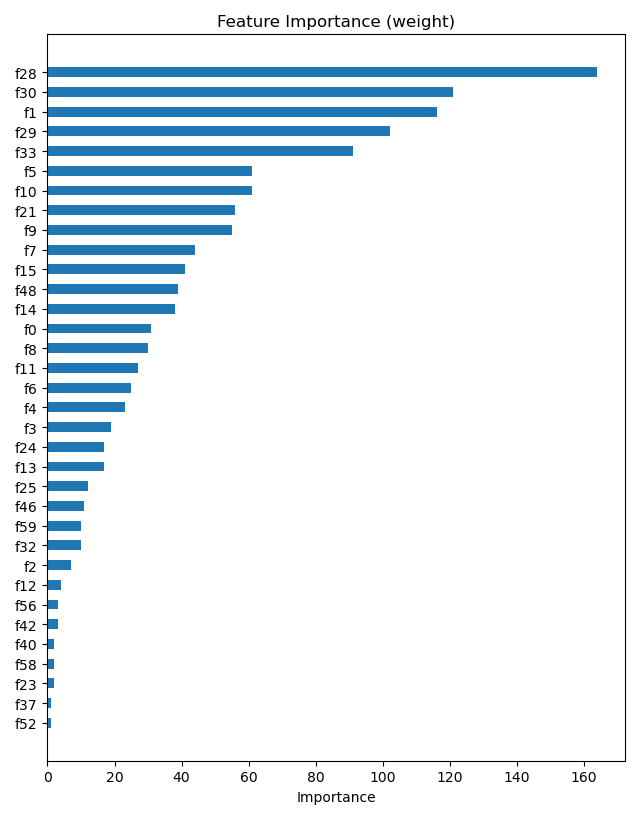 Feature Importance (weight)
f28
f30
f1
f29
f33
f5
f10
f21
f9
f7
f15
f48
f14
f0
f8
f11
f6
f4
f3
f24
f13
f25
f46
f59
f32
f2
f12
f56
f42
f40
f58
f23
f37
f52
0 20 40 60 80 100 120 140 160
Importance